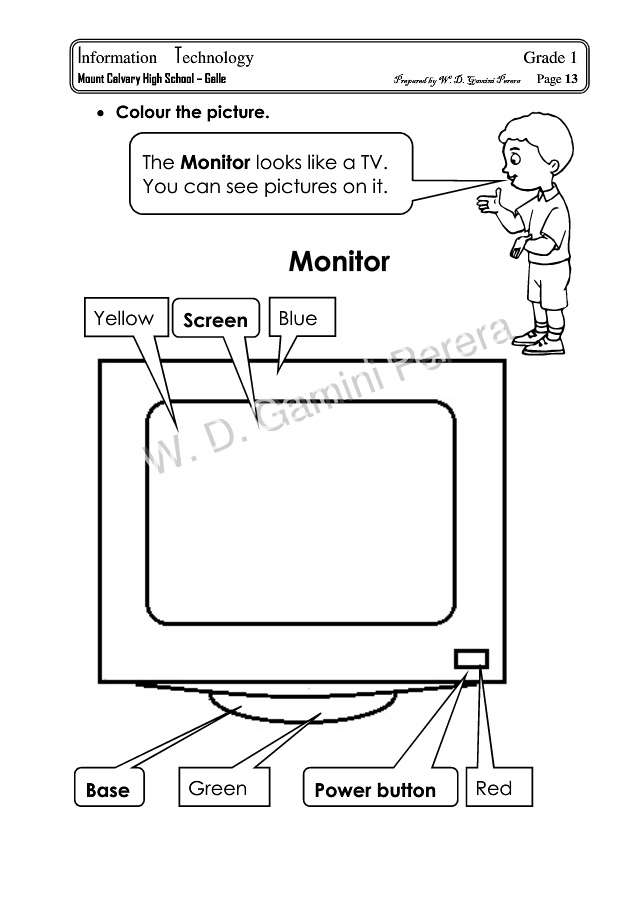 Information Technology Grade 1
Mount Calvary High School – Galle Prepared by W. D. Gamini Perera Page 13
• Colour the picture.
The Monitor looks like a TV.
You can see pictures on it.
Monitor
Yellow Screen Blue
W. D. Gamini Perera
Base Green Power button Red